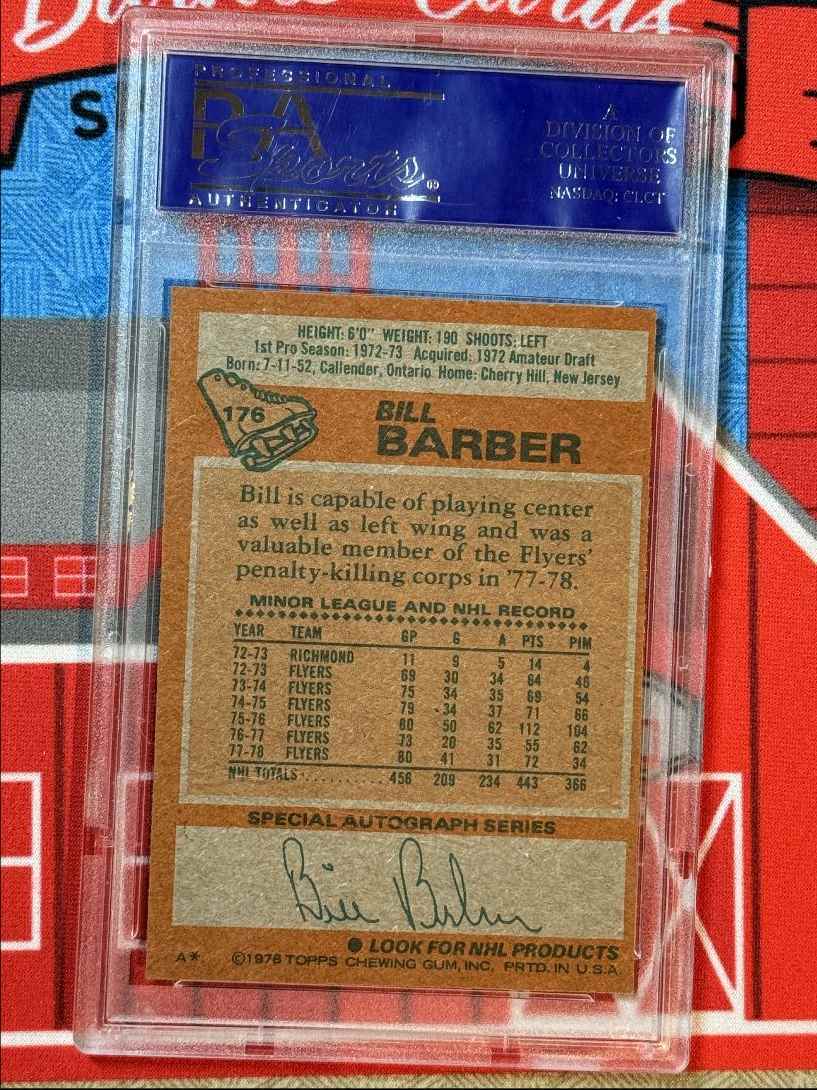 PROFESSIONAL
PSA
Sports
AUTHENTICATOR
A
DIVISION OF
COLLECTORS
UNIVERSE
NASDAQ: CLCT
HEIGHT: 6'0" WEIGHT: 190 SHOOTS: LEFT
1st Pro Season: 1972-73 Acquired: 1972 Amateur Draft
Born: 7-11-52, Callender, Ontario Home: Cherry Hill, New Jersey
176
BILL
BARBER
Bill is capable of playing center
as well as left wing and was a
valuable member of the Flyers'
penalty-killing corps in '77-78.
MINOR LEAGUE AND NHL RECORD
YEAR TEAM GP G A PTS PIM
72-73 RICHMOND 11 9 5 14 4
72-73 FLYERS 69 30 34 64 46
73-74 FLYERS 75 34 35 69 54
74-75 FLYERS 79 34 37 71 66
75-76 FLYERS 80 50 62 112 104
76-77 FLYERS 73 20 35 55 62
77-78 FLYERS 80 41 31 72 34
NHL TOTALS.......... 456 209 234 443 366
SPECIAL AUTOGRAPH SERIES
Bill Barber
LOOK FOR NHL PRODUCTS
A* ©1978 TOPPS CHEWING GUM, INC. PRTD. IN U.S.A